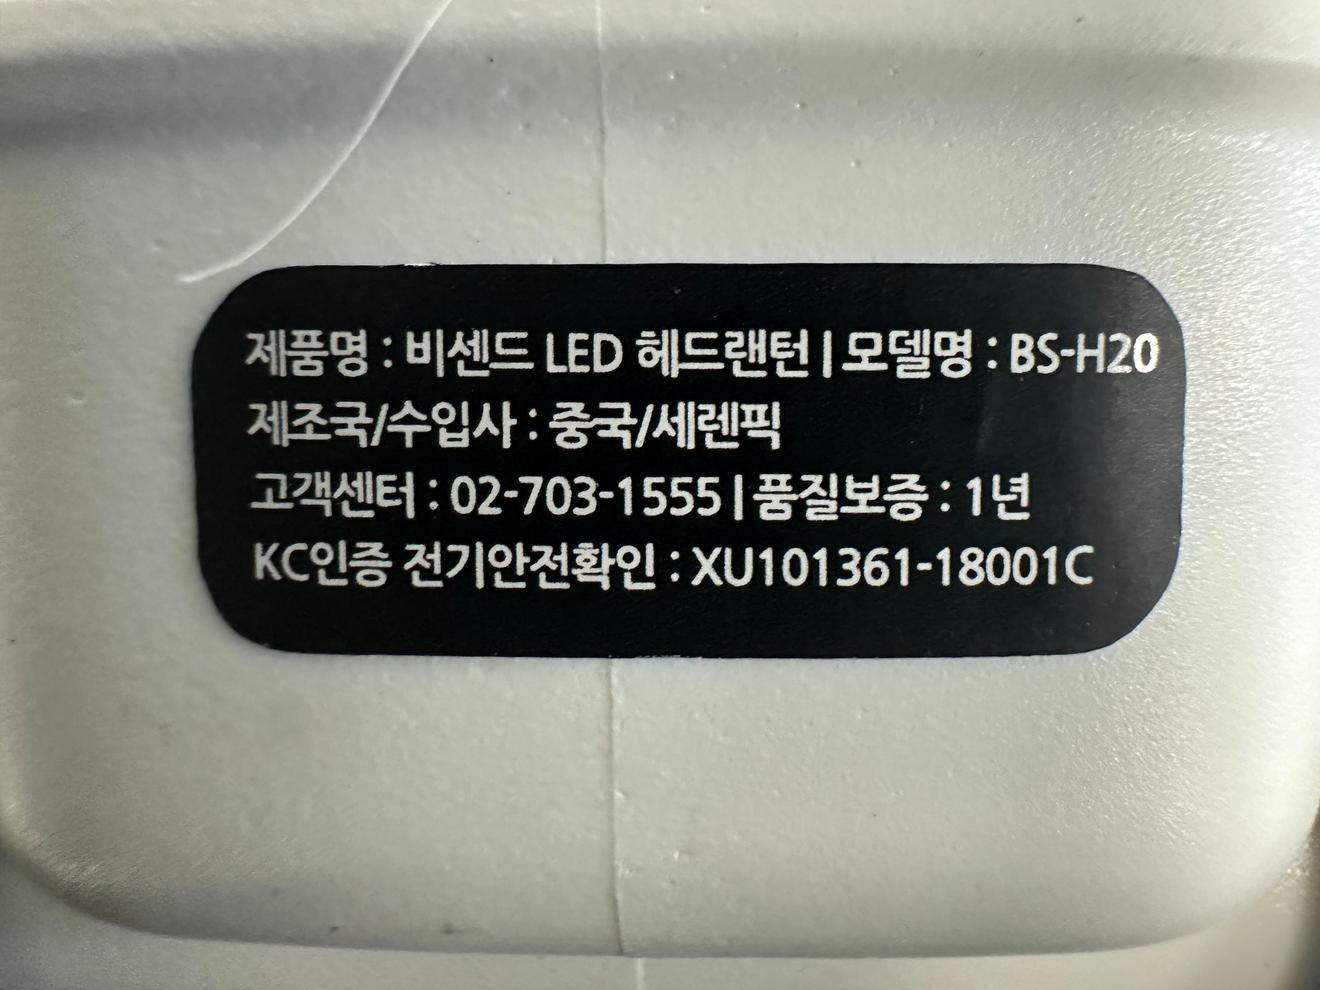 제품명 : 비센드 LED 헤드랜턴 | 모델명 : BS-H20
제조국/수입사 : 중국/세렌픽
고객센터 : 02-703-1555 | 품질보증 : 1년
KC인증 전기안전확인 : XU101361-18001C